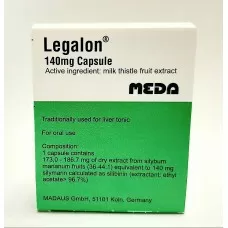 Legalon®
140mg Capsule
Active ingredient: milk thistle fruit extract
MEDA
Traditionally used for liver tonic
For oral use
Composition:
1 capsule contains
173.0 - 186.7 mg of dry extract from silybum
marianum fruits (36-44:1) equivalent to 140 mg
silymarin calculated as silibinin (extractant: ethyl
acetate> 96.7%)
MADAUS GmbH, 51101 Köln, Germany